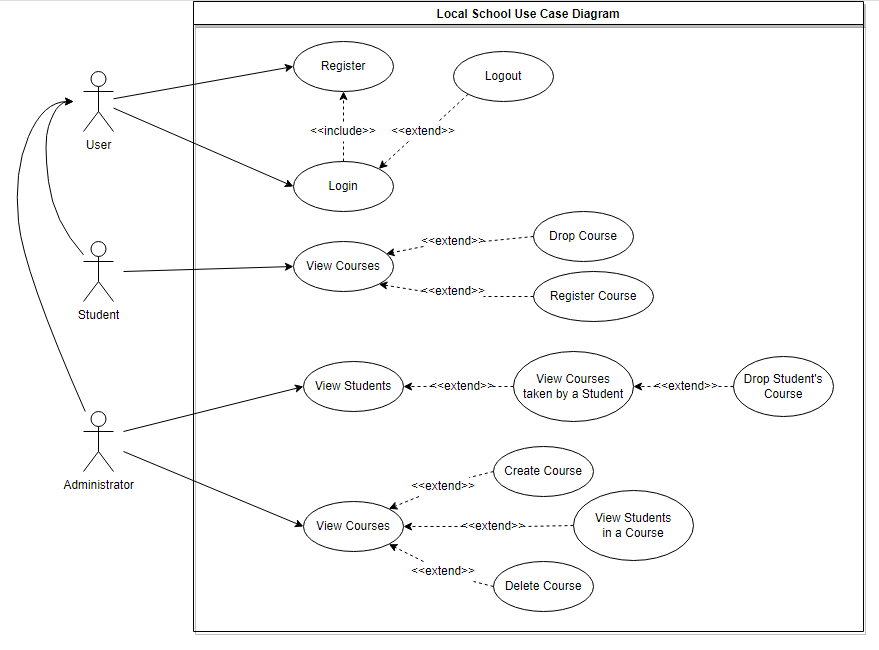 Local School Use Case Diagram
Register
Logout
<<include>>
<<extend>>
User
Login
Drop Course
<<extend>>
View Courses
<<extend>>
Register Course
Student
View Students
<<extend>>
View Courses
taken by a Student
<<extend>>
Drop Student's
Course
Create Course
<<extend>>
Administrator
View Courses
<<extend>>
View Students
in a Course
<<extend>>
Delete Course